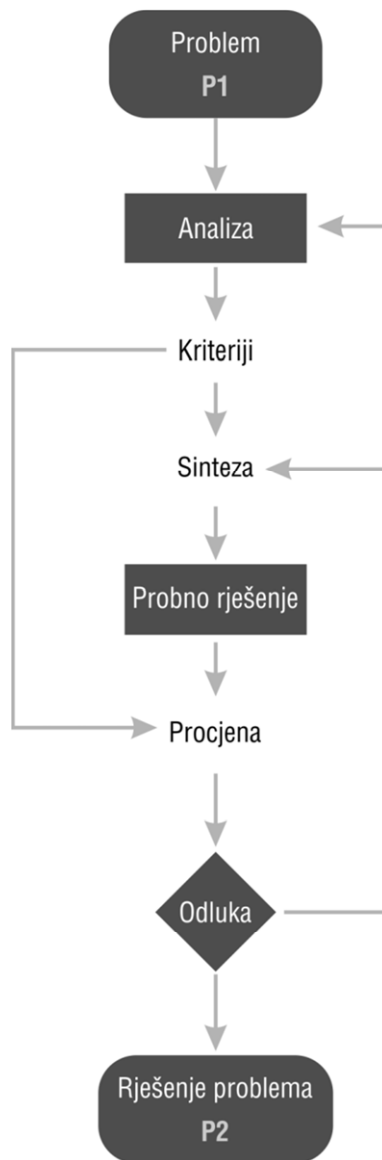 Problem
P1
Analiza
Kriteriji
Sinteza
Probno rješenje
Procjena
Odluka
Rješenje problema
P2